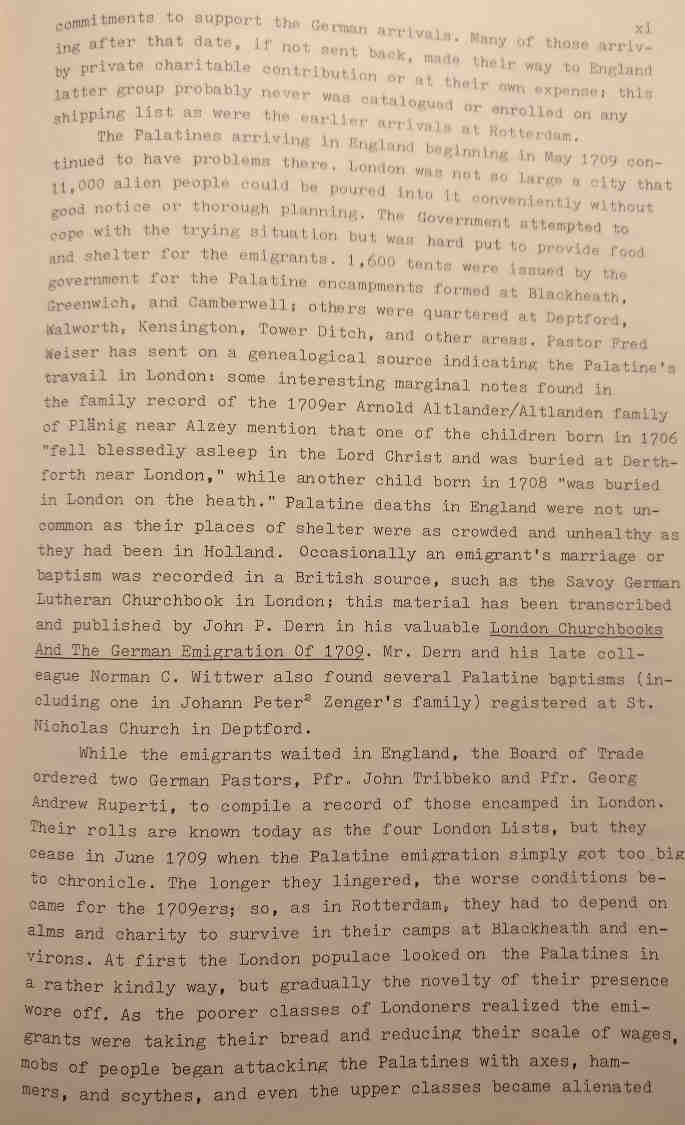 xi
commitments to support the German arrivals. Many of those arriv-
ing after that date, if not sent back, made their way to England
by private charitable contribution or at their own expense; this
latter group probably never was catalogued or enrolled on any
shipping list as were the earlier arrivals at Rotterdam.
The Palatines arriving in England beginning in May 1709 con-
tinued to have problems there. London was not so large a city that
11,000 alien people could be poured into it conveniently without
good notice or thorough planning. The Government attempted to
cope with the trying situation but was hard put to provide food
and shelter for the emigrants. 1,600 tents were issued by the
government for the Palatine encampments formed at Blackheath,
Greenwich, and Camberwell; others were quartered at Deptford,
Walworth, Kensington, Tower Ditch, and other areas. Pastor Fred
Weiser has sent on a genealogical source indicating the Palatine's
travail in London: some interesting marginal notes found in
the family record of the 1709er Arnold Altlander/Altlanden family
of Plänig near Alzey mention that one of the children born in 1706
"fell blessedly asleep in the Lord Christ and was buried at Derth-
forth near London," while another child born in 1708 "was buried
in London on the heath." Palatine deaths in England were not un-
common as their places of shelter were as crowded and unhealthy as
they had been in Holland. Occasionally an emigrant's marriage or
baptism was recorded in a British source, such as the Savoy German
Lutheran Churchbook in London; this material has been transcribed
and published by John P. Dern in his valuable London Churchbooks
And The German Emigration Of 1709. Mr. Dern and his late coll-
eague Norman C. Wittwer also found several Palatine baptisms (in-
cluding one in Johann Peter² Zenger's family) registered at St.
Nicholas Church in Deptford.
While the emigrants waited in England, the Board of Trade
ordered two German Pastors, Pfr. John Tribbeko and Pfr. Georg
Andrew Ruperti, to compile a record of those encamped in London.
Their rolls are known today as the four London Lists, but they
cease in June 1709 when the Palatine emigration simply got too big
to chronicle. The longer they lingered, the worse conditions be-
came for the 1709ers; so, as in Rotterdam, they had to depend on
alms and charity to survive in their camps at Blackheath and en-
virons. At first the London populace looked on the Palatines in
a rather kindly way, but gradually the novelty of their presence
wore off. As the poorer classes of Londoners realized the emi-
grants were taking their bread and reducing their scale of wages,
mobs of people began attacking the Palatines with axes, ham-
mers, and scythes, and even the upper classes became alienated